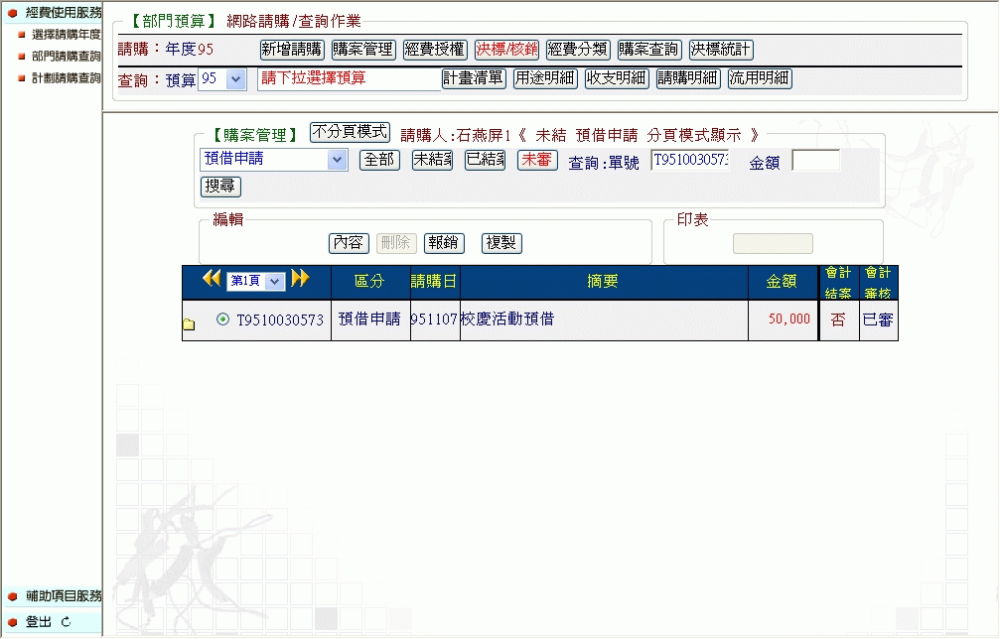 經費使用服務
選擇請購年度
部門請購查詢
計劃請購查詢
輔助項目服務
登出
【部門預算】 網路請購/查詢作業
請購：年度95 新增請購 購案管理 經費授權 決標/核銷 經費分類 購案查詢 決標統計
查詢：預算 95 請下拉選擇預算 計畫清單 用途明細 收支明細 請購明細 流用明細
【購案管理】 不分頁模式 請購人:石燕屏1《 未結 預借申請 分頁模式顯示 》
預借申請 全部 未結案 已結案 未審 查詢:單號 T9510030573 金額
搜尋
編輯
內容 刪除 報銷 複製
印表
第1頁 區分 請購日 摘要 金額 會計結案 會計審核
T9510030573 預借申請 951107 校慶活動預借 50,000 否 已審